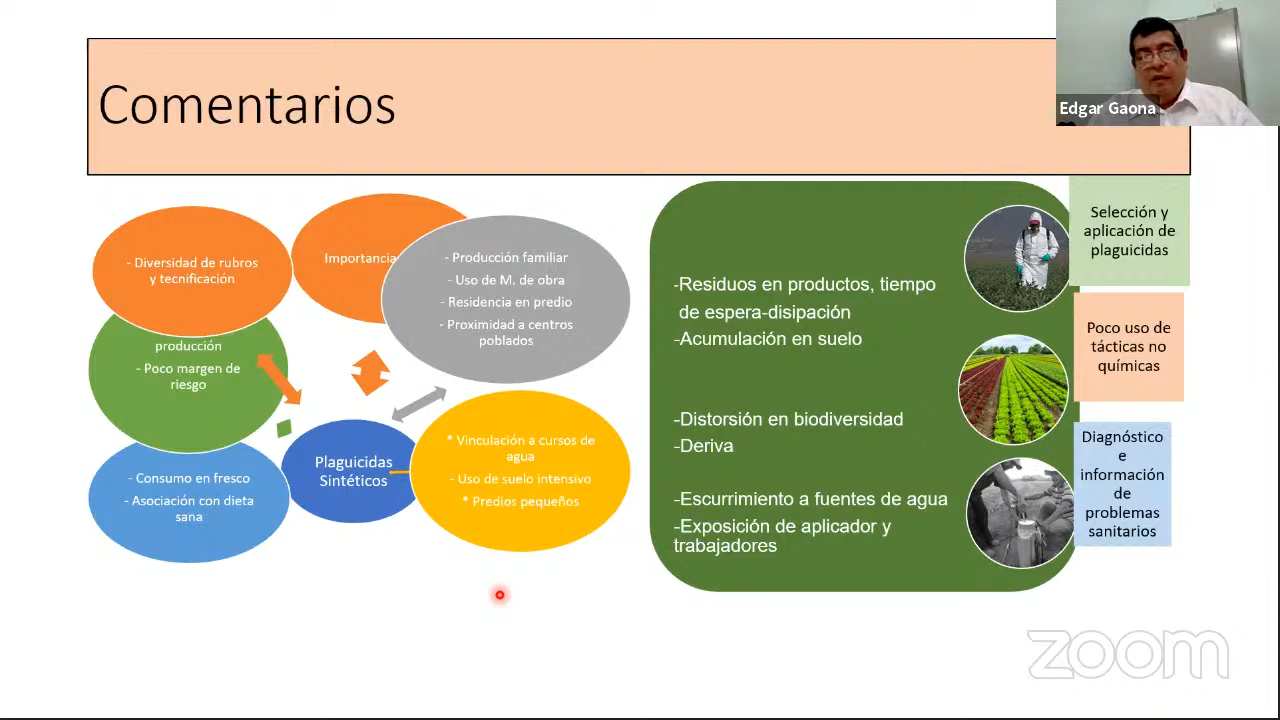 Comentarios
Edgar Gaona
- Diversidad de rubros
y tecnificación
Importancia
- Producción familiar
- Uso de M. de obra
- Residencia en predio
- Proximidad a centros
poblados
producción
- Poco margen de
riesgo
- Consumo en fresco
- Asociación con dieta
sana
Plaguicidas
Sintéticos
* Vinculación a cursos de
agua
- Uso de suelo intensivo
* Predios pequeños
-Residuos en productos, tiempo
de espera-disipación
-Acumulación en suelo
-Distorsión en biodiversidad
-Deriva
-Escurrimiento a fuentes de agua
-Exposición de aplicador y
trabajadores
Selección y
aplicación de
plaguicidas
Poco uso de
tácticas no
químicas
Diagnóstico
e
información
de
problemas
sanitarios
zoom